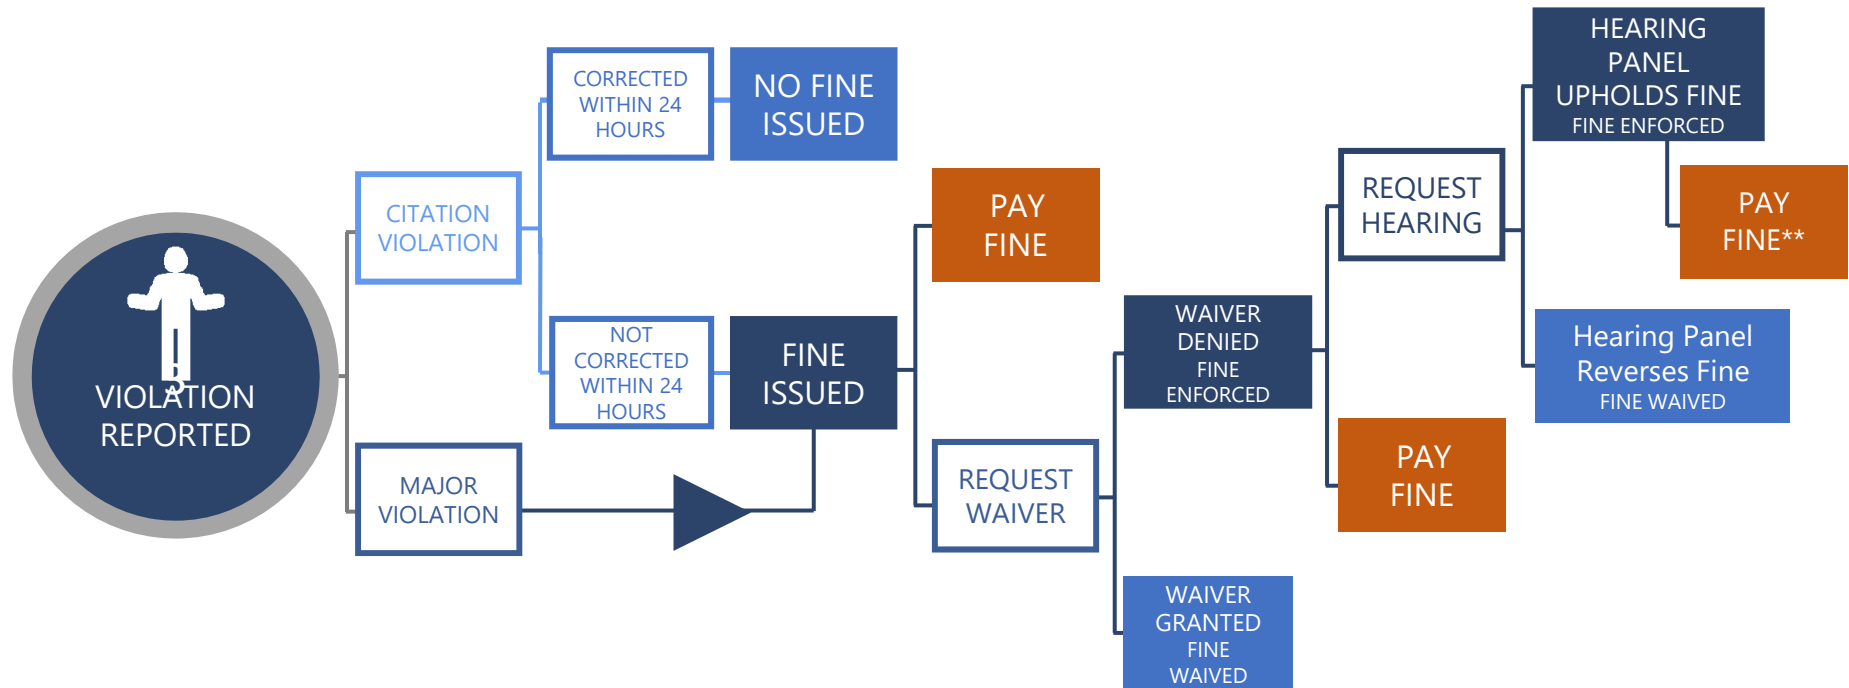 3
VIOLATION
REPORTED
CITATION
VIOLATION
MAJOR
VIOLATION
CORRECTED
WITHIN 24
HOURS
NO FINE
ISSUED
NOT
CORRECTED
WITHIN 24
HOURS
FINE
ISSUED
PAY
FINE
REQUEST
WAIVER
WAIVER
DENIED
FINE
ENFORCED
WAIVER
GRANTED
FINE
WAIVED
REQUEST
HEARING
PAY
FINE
HEARING
PANEL
UPHOLDS FINE
FINE ENFORCED
PAY
FINE**
Hearing Panel
Reverses Fine
FINE WAIVED